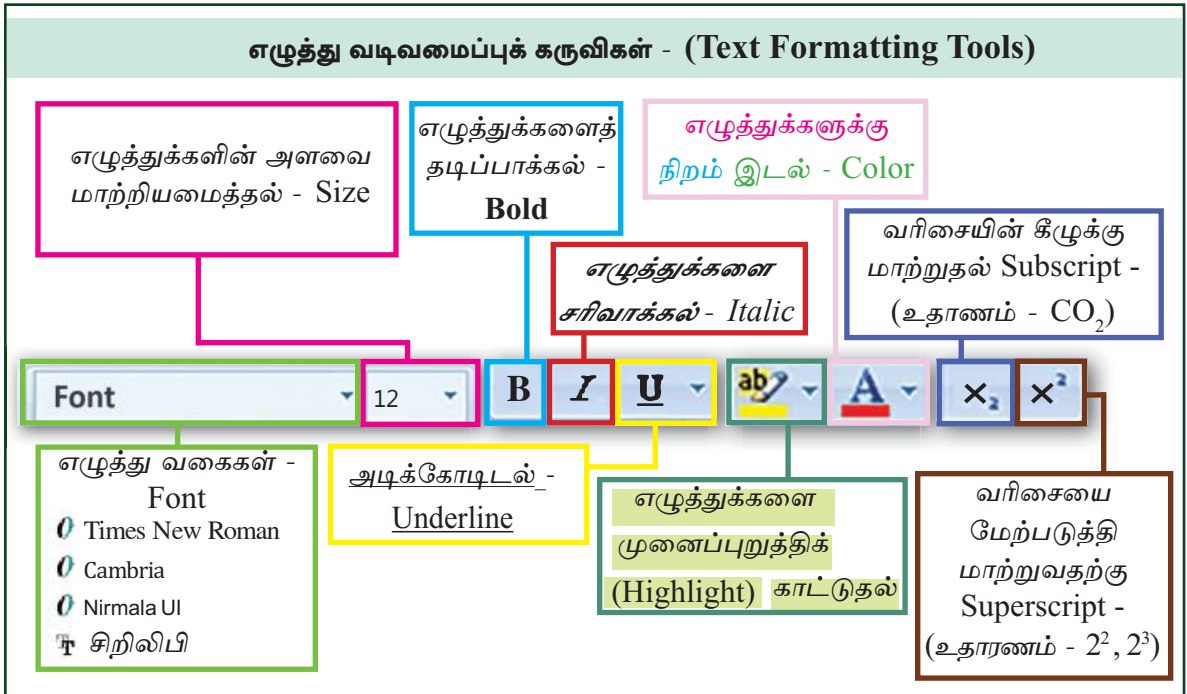 எழுத்து வடிவமைப்புக் கருவிகள் - (Text Formatting Tools)
எழுத்துக்களின் அளவை
மாற்றியமைத்தல் - Size
எழுத்துக்களைத்
தடிப்பாக்கல் -
Bold
எழுத்துக்களுக்கு
நிறம் இடல் - Color
எழுத்துக்களை
சரிவாக்கல் - Italic
வரிசையின் கீழுக்கு
மாற்றுதல் Subscript -
(உதாணம் - CO₂)
Font
12
B
I
U
ab
A
×₂
×²
எழுத்து வகைகள் -
Font
Times New Roman
Cambria
Nirmala UI
சிறிலிபி
அடிக்கோடிடல் -
Underline
எழுத்துக்களை
முனைப்புறுத்திக்
(Highlight) காட்டுதல்
வரிசையை
மேற்படுத்தி
மாற்றுவதற்கு
Superscript -
(உதாரணம் - 2², 2³)